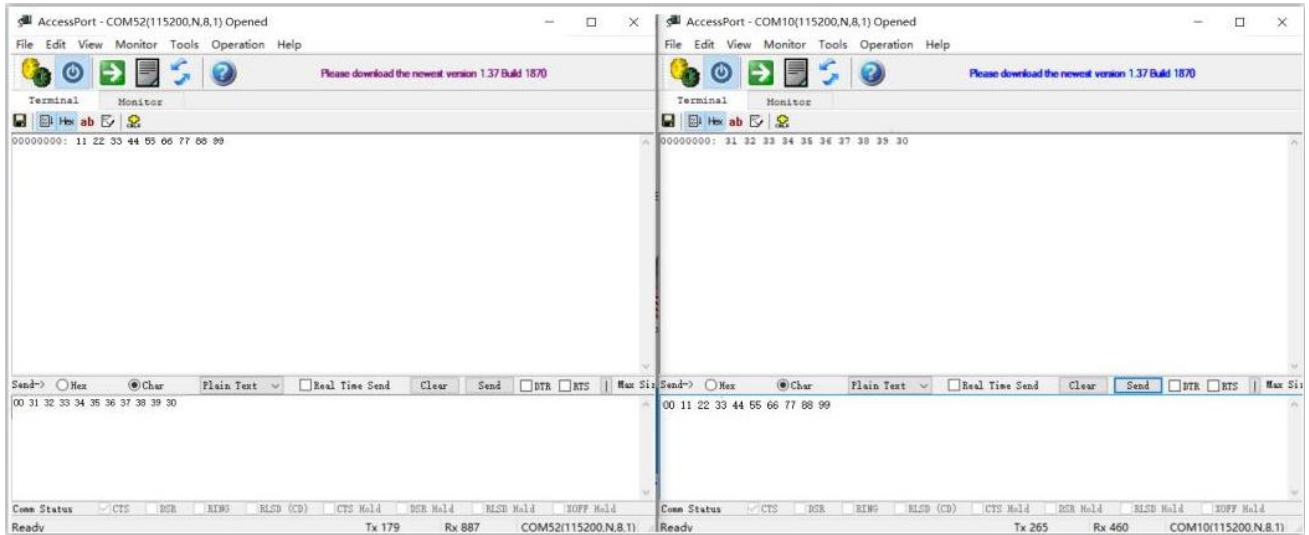 AccessPort - COM52(115200,N,8,1) Opened
File Edit View Monitor Tools Operation Help
Please download the newest version 1.37 Build 1870
Terminal Monitor
Hex ab
00000000: 11 22 33 44 55 66 77 88 99
Send-> Hex Char Plain Text Real Time Send Clear Send DTR RTS | Max Siz
00 31 32 33 34 35 36 37 38 39 30
Comm Status CTS DSR RING RLSD (CD) CTS Hold DSR Hold RLSD Hold XOFF Hold
Ready Tx 179 Rx 887 COM52(115200,N,8,1)
AccessPort - COM10(115200,N,8,1) Opened
File Edit View Monitor Tools Operation Help
Please download the newest version 1.37 Build 1870
Terminal Monitor
Hex ab
00000000: 31 32 33 34 35 36 37 38 39 30
Send-> Hex Char Plain Text Real Time Send Clear Send DTR RTS | Max Siz
00 11 22 33 44 55 66 77 88 99
Comm Status CTS DSR RING RLSD (CD) CTS Hold DSR Hold RLSD Hold XOFF Hold
Ready Tx 265 Rx 460 COM10(115200,N,8,1)